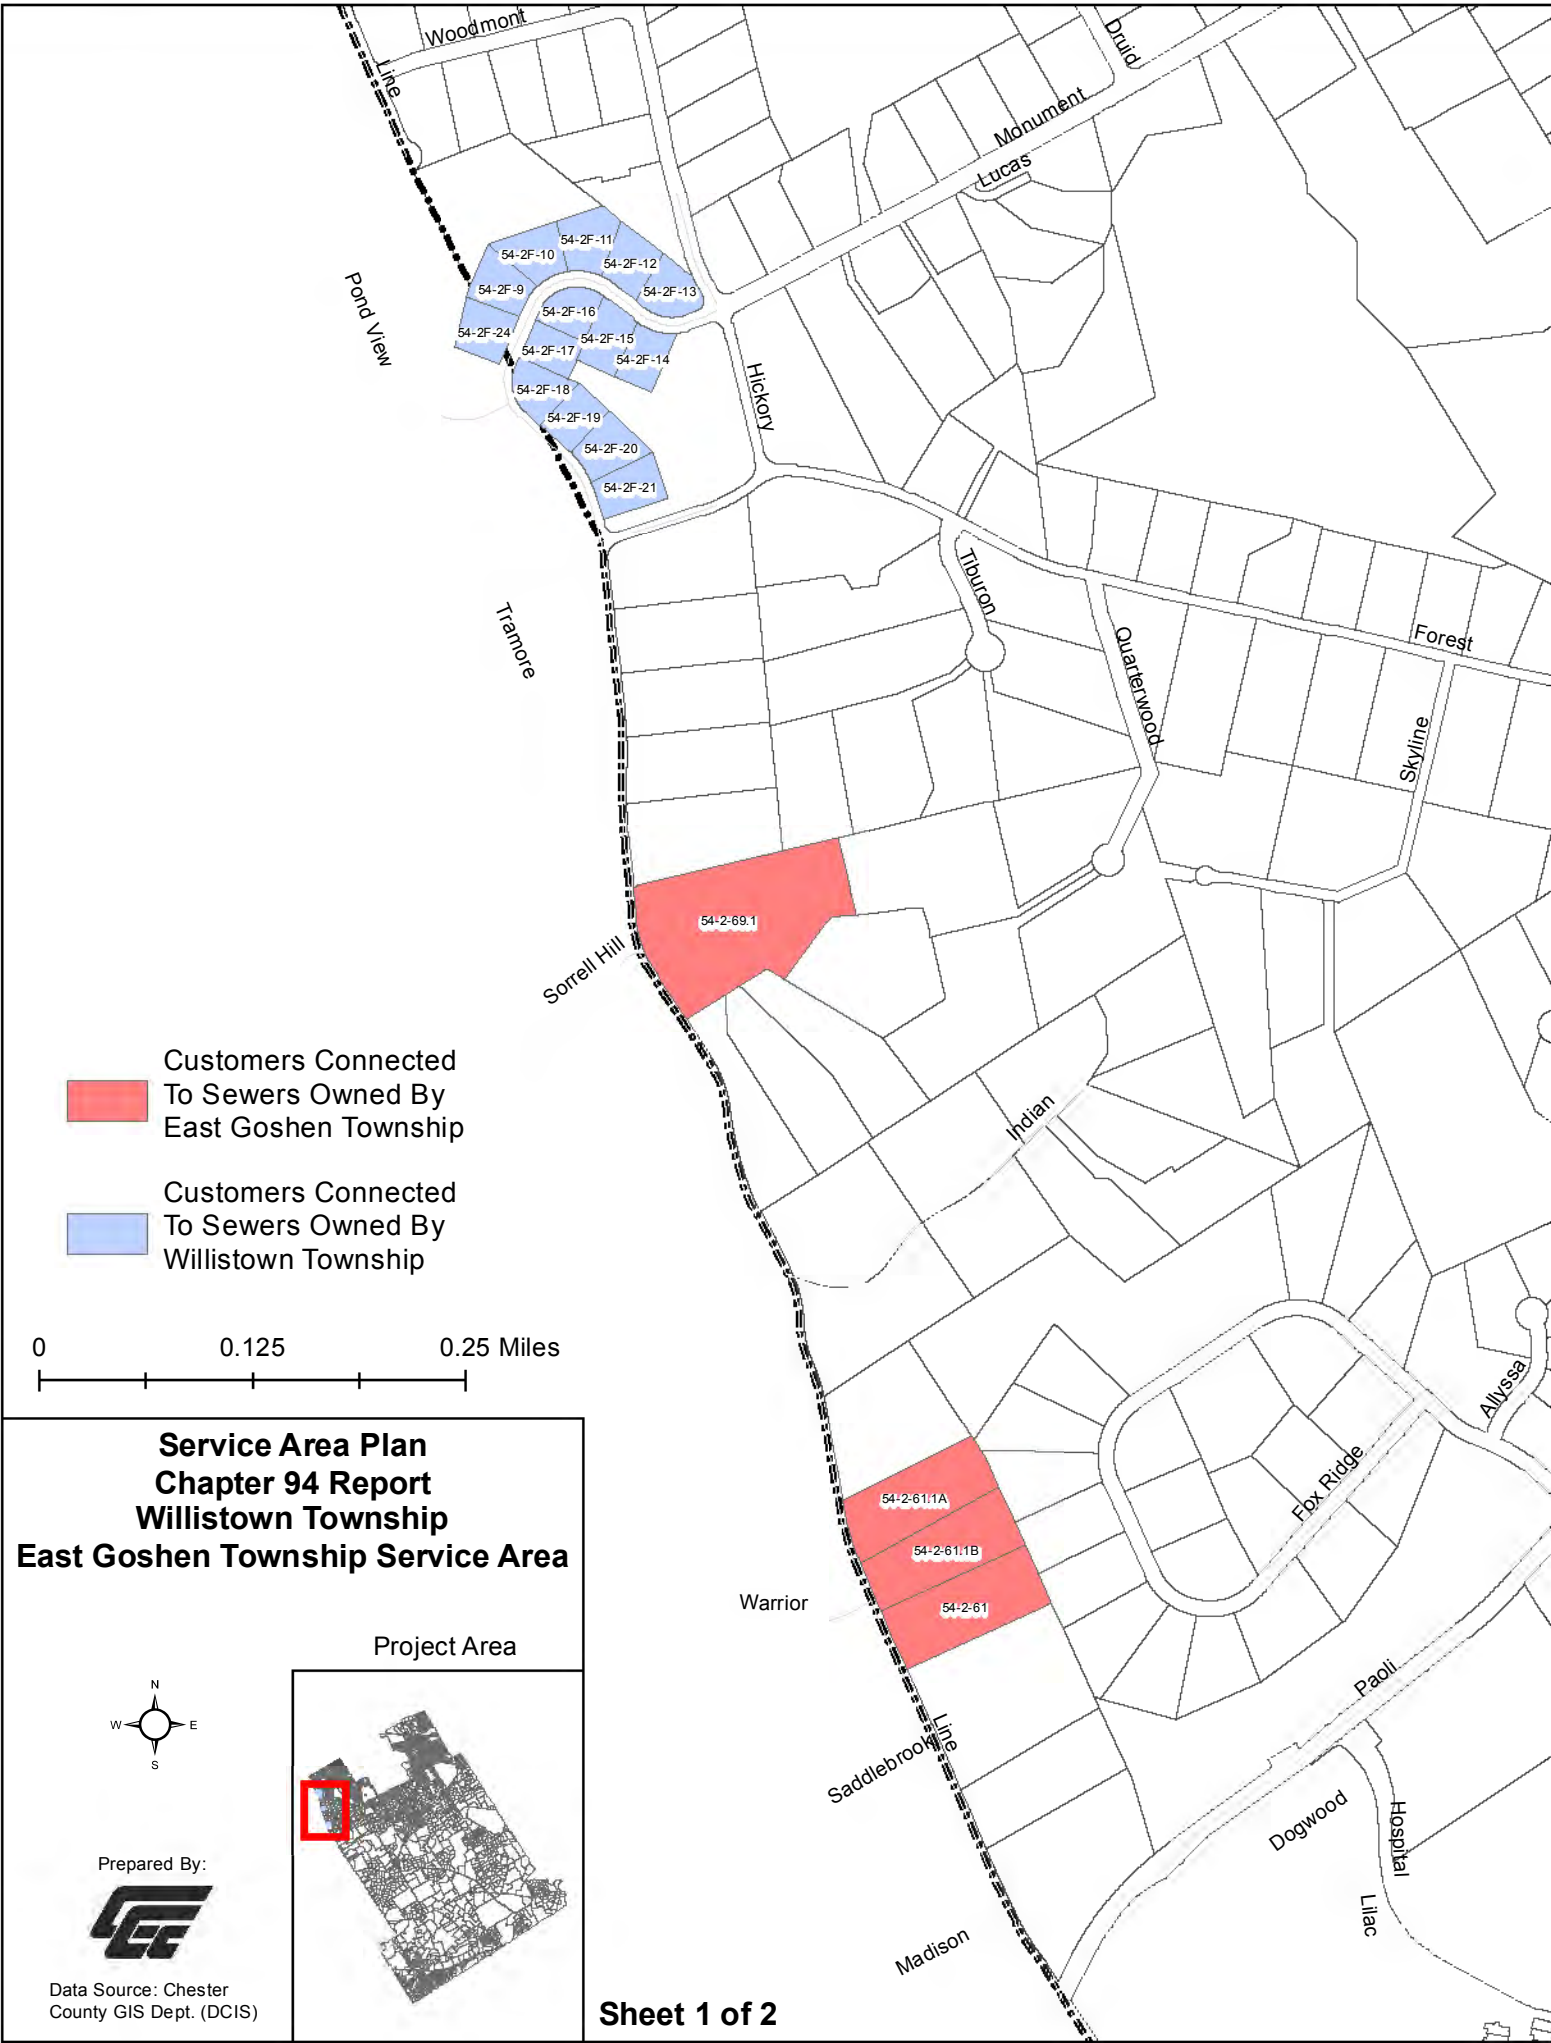 Woodmont
Line
Druid
Monument
Lucas
54-2F-11
54-2F-10
54-2F-12
54-2F-9
54-2F-13
54-2F-16
54-2F-24
54-2F-15
54-2F-17
54-2F-14
54-2F-18
54-2F-19
54-2F-20
54-2F-21
Pond View
Hickory
Tramore
Tiburon
Quarterwood
Forest
Skyline
54-2-69.1
Sorrell Hill
Customers Connected
To Sewers Owned By
East Goshen Township
Customers Connected
To Sewers Owned By
Willistown Township
Indian
0 0.125 0.25 Miles
Allyssa
Fox Ridge
54-2-61.1A
54-2-61.1B
54-2-61
Warrior
Paoli
Line
Saddlebrook
Dogwood
Hospital
Lilac
Madison
Service Area Plan
Chapter 94 Report
Willistown Township
East Goshen Township Service Area
Project Area
N
W E
S
Prepared By:
CEC
Data Source: Chester
County GIS Dept. (DCIS)
Sheet 1 of 2